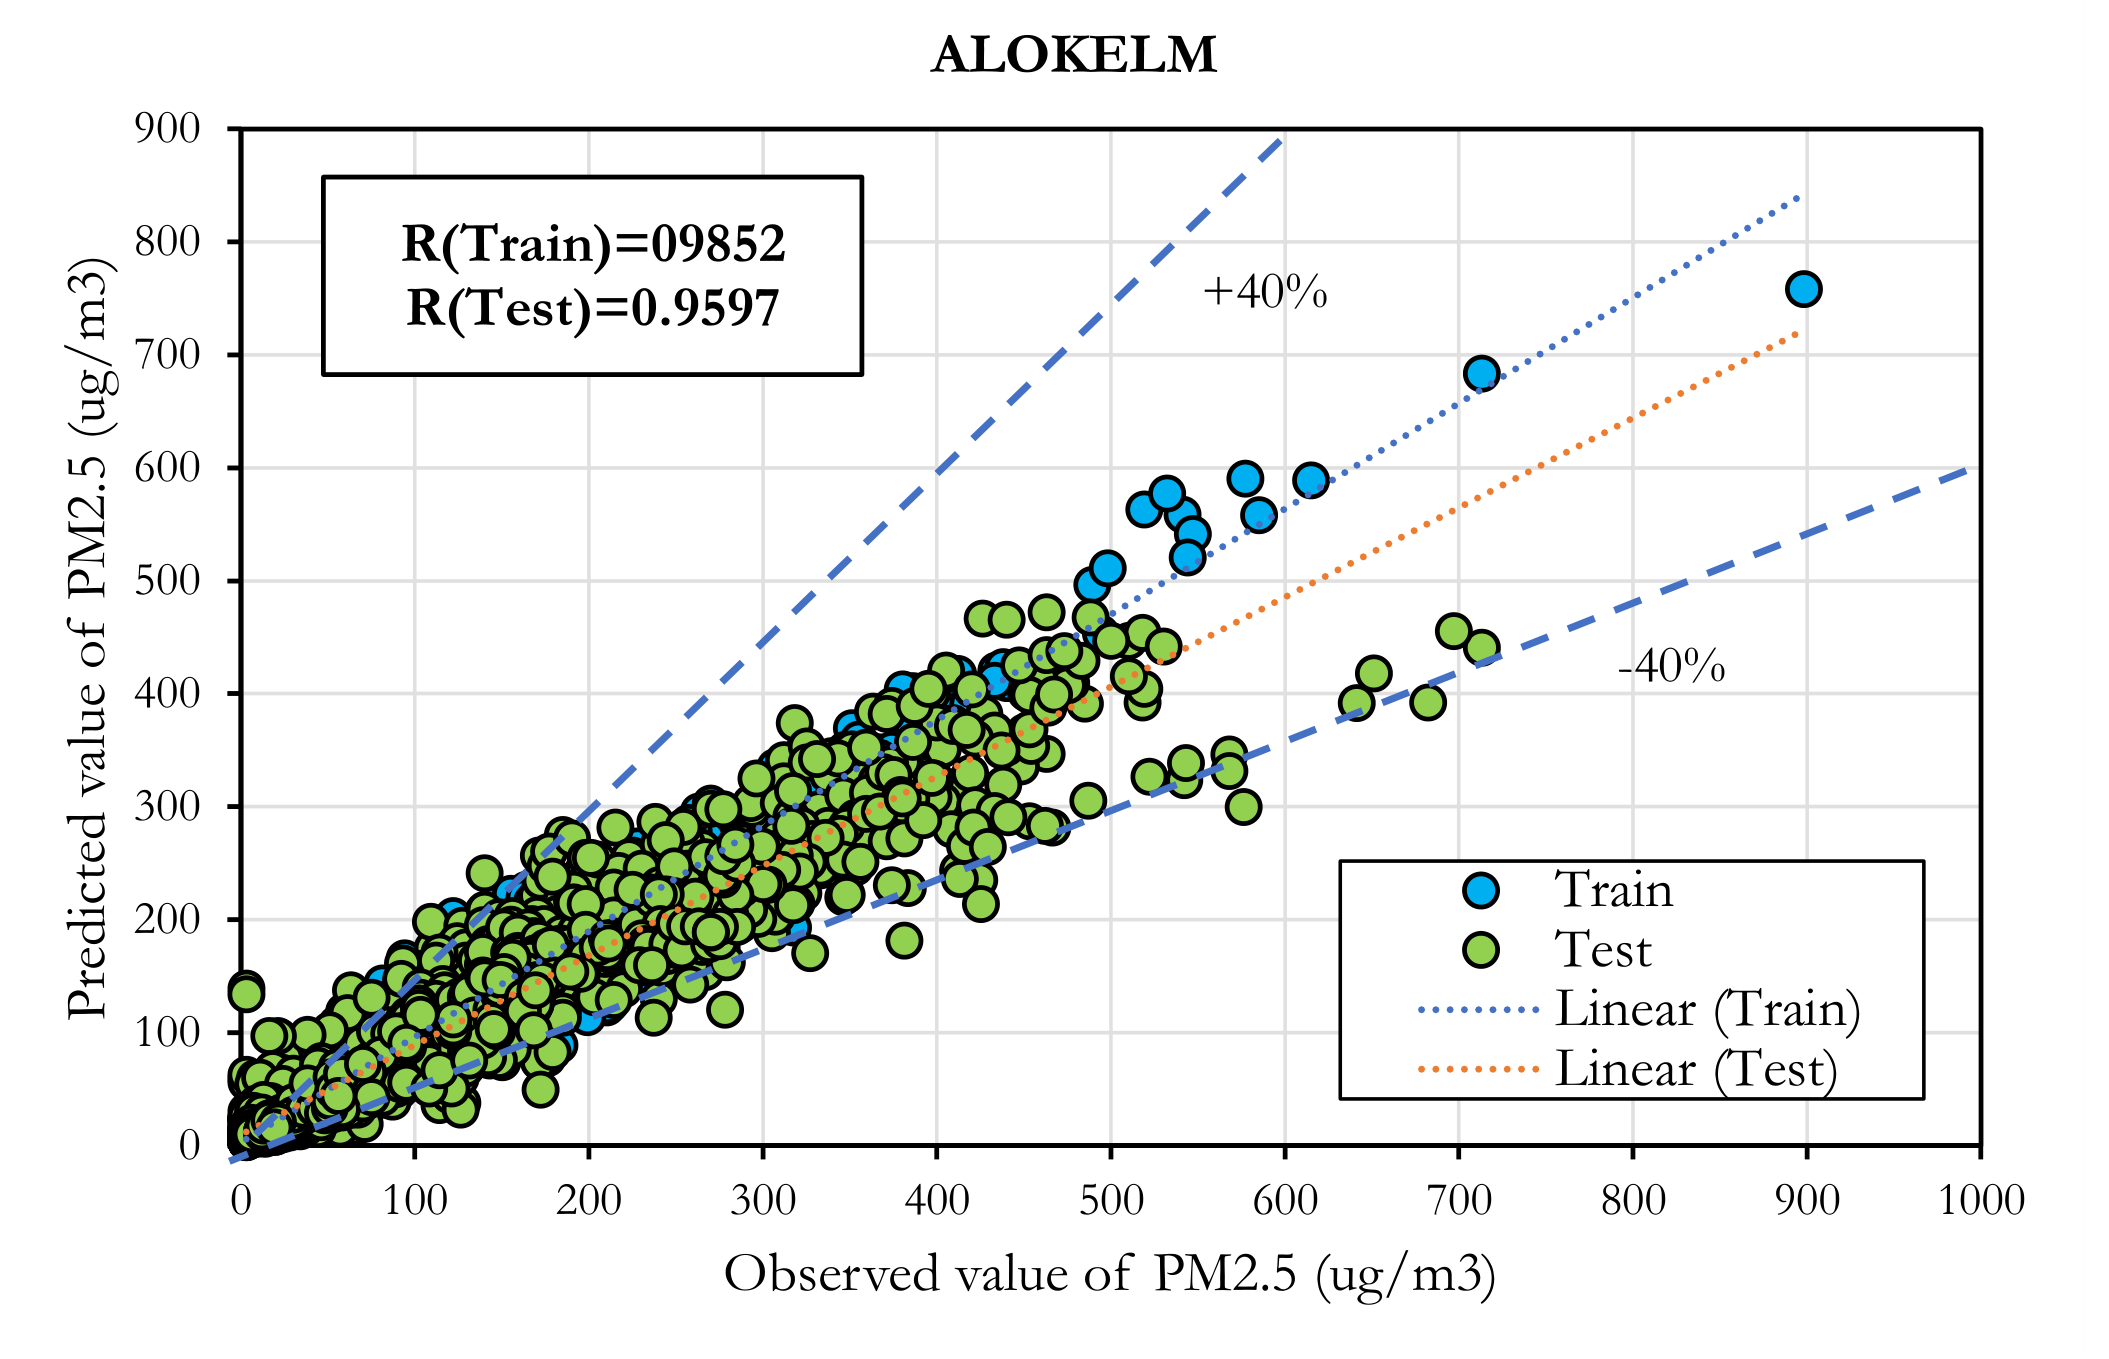 ALOKELM
900
800
700
600
500
400
300
200
100
0
Predicted value of PM2.5 (ug/m3)
R(Train)=09852
R(Test)=0.9597
+40%
-40%
Train
Test
Linear (Train)
Linear (Test)
0 100 200 300 400 500 600 700 800 900 1000
Observed value of PM2.5 (ug/m3)